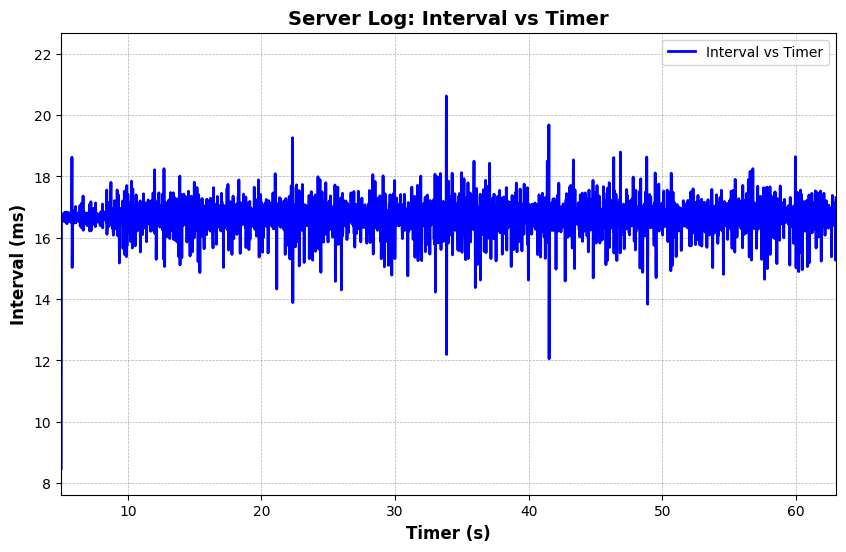 Server Log: Interval vs Timer
Interval vs Timer
22
20
18
16
14
12
10
8
Interval (ms)
10 20 30 40 50 60
Timer (s)